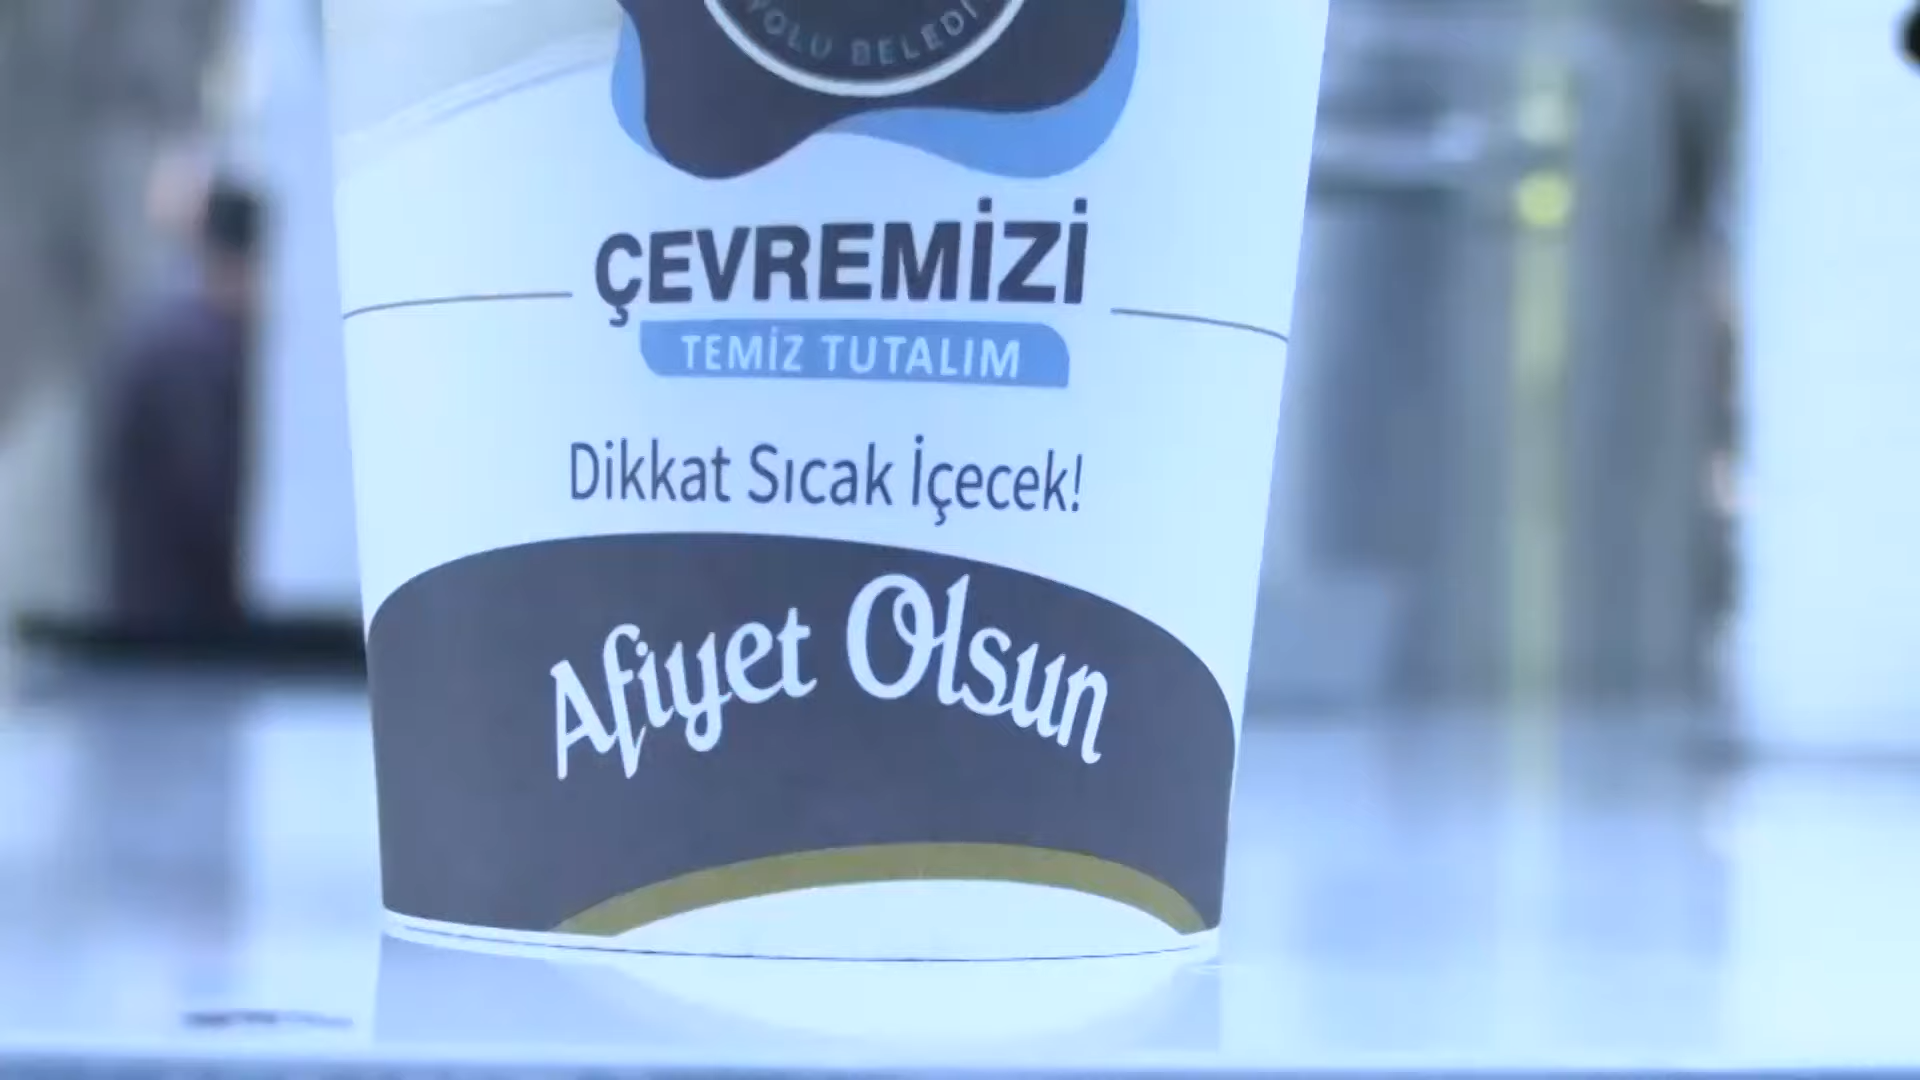 ÇEVREMİZİ
TEMİZ TUTALIM
Dikkat Sıcak İçecek!
Afiyet Olsun